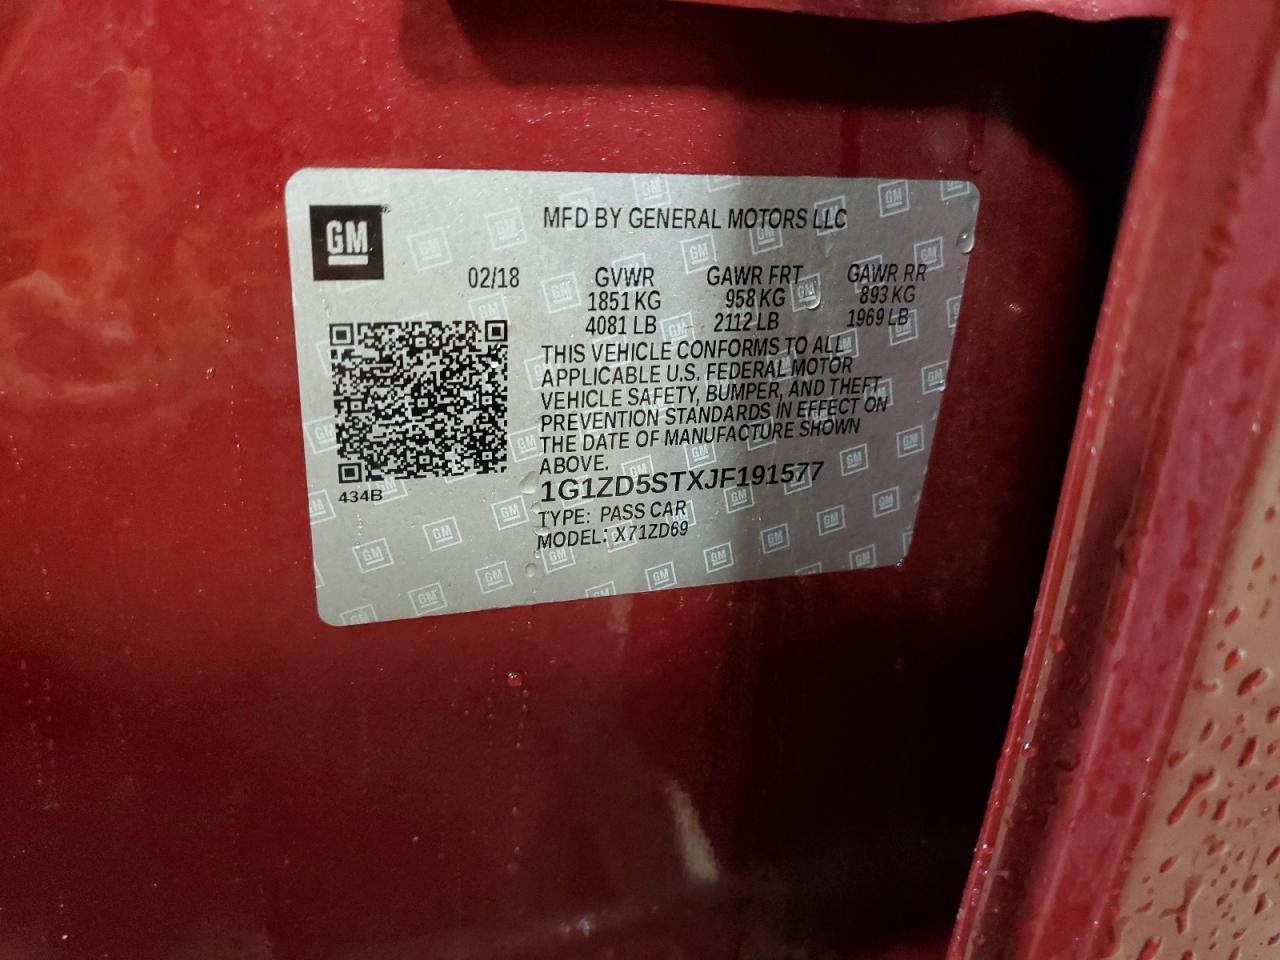 GM
MFD BY GENERAL MOTORS LLC
02/18 GVWR GAWR FRT GAWR RR
1851 KG 958 KG 893 KG
4081 LB 2112 LB 1969 LB
THIS VEHICLE CONFORMS TO ALL
APPLICABLE U.S. FEDERAL MOTOR
VEHICLE SAFETY, BUMPER, AND THEFT
PREVENTION STANDARDS IN EFFECT ON
THE DATE OF MANUFACTURE SHOWN
ABOVE.
434B
1G1ZD5STXJF191577
TYPE: PASS CAR
MODEL: X71ZD69